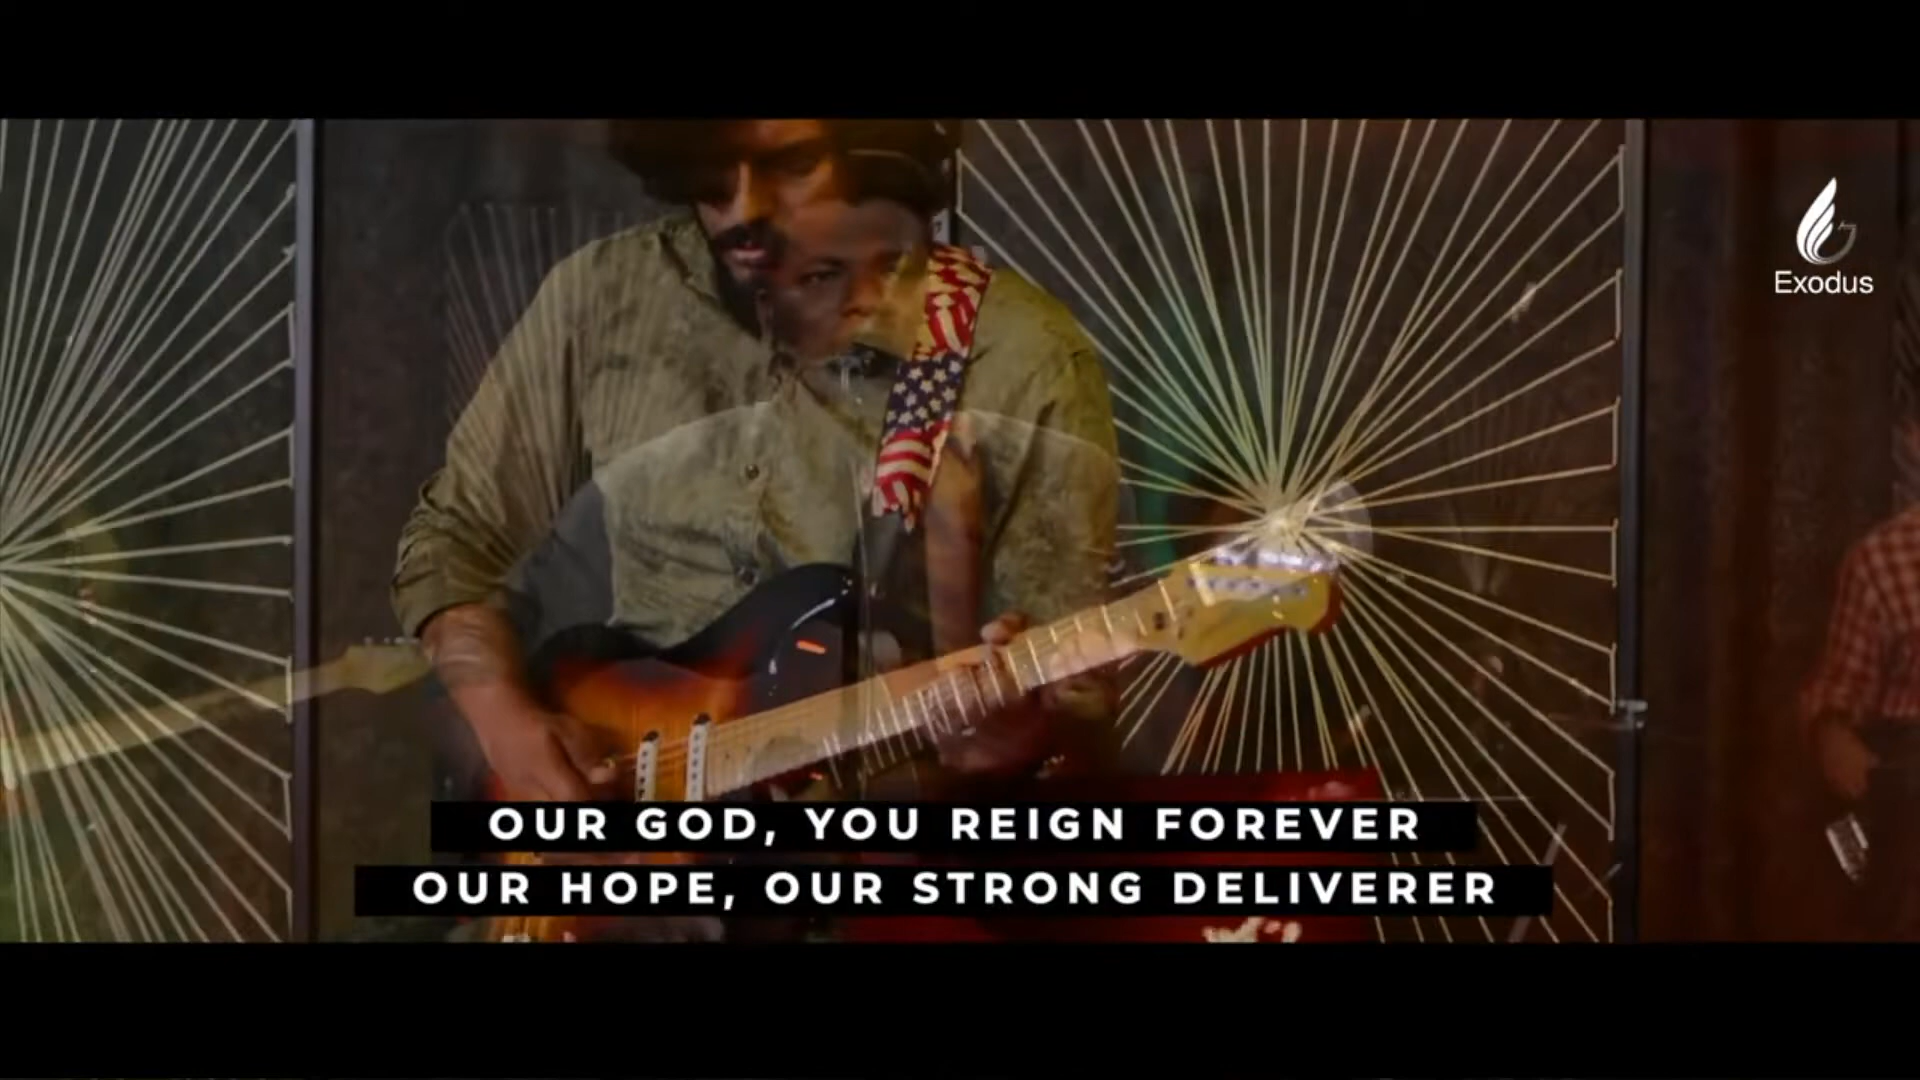 Exodus
OUR GOD, YOU REIGN FOREVER
OUR HOPE, OUR STRONG DELIVERER